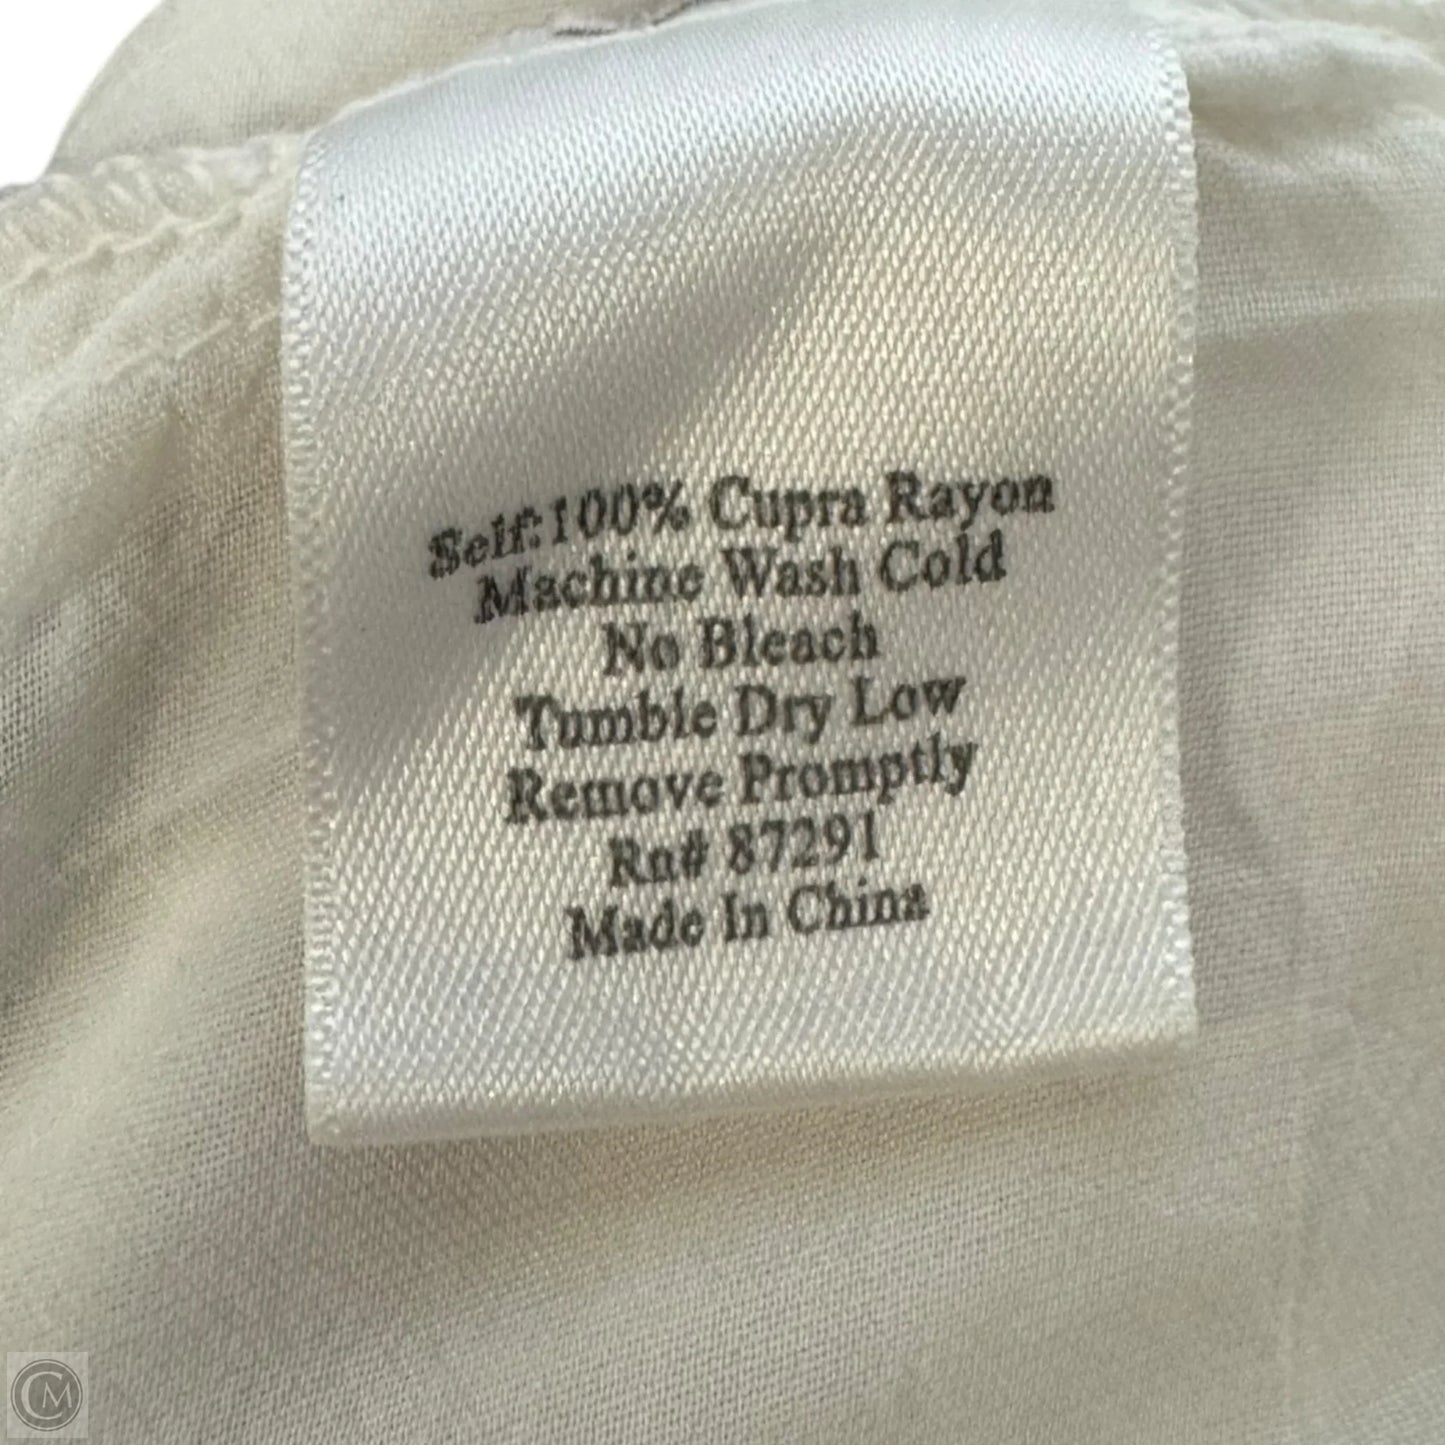 Self:100% Cupra Rayon
Machine Wash Cold
No Bleach
Tumble Dry Low
Remove Promptly
Rn# 87291
Made In China
CM